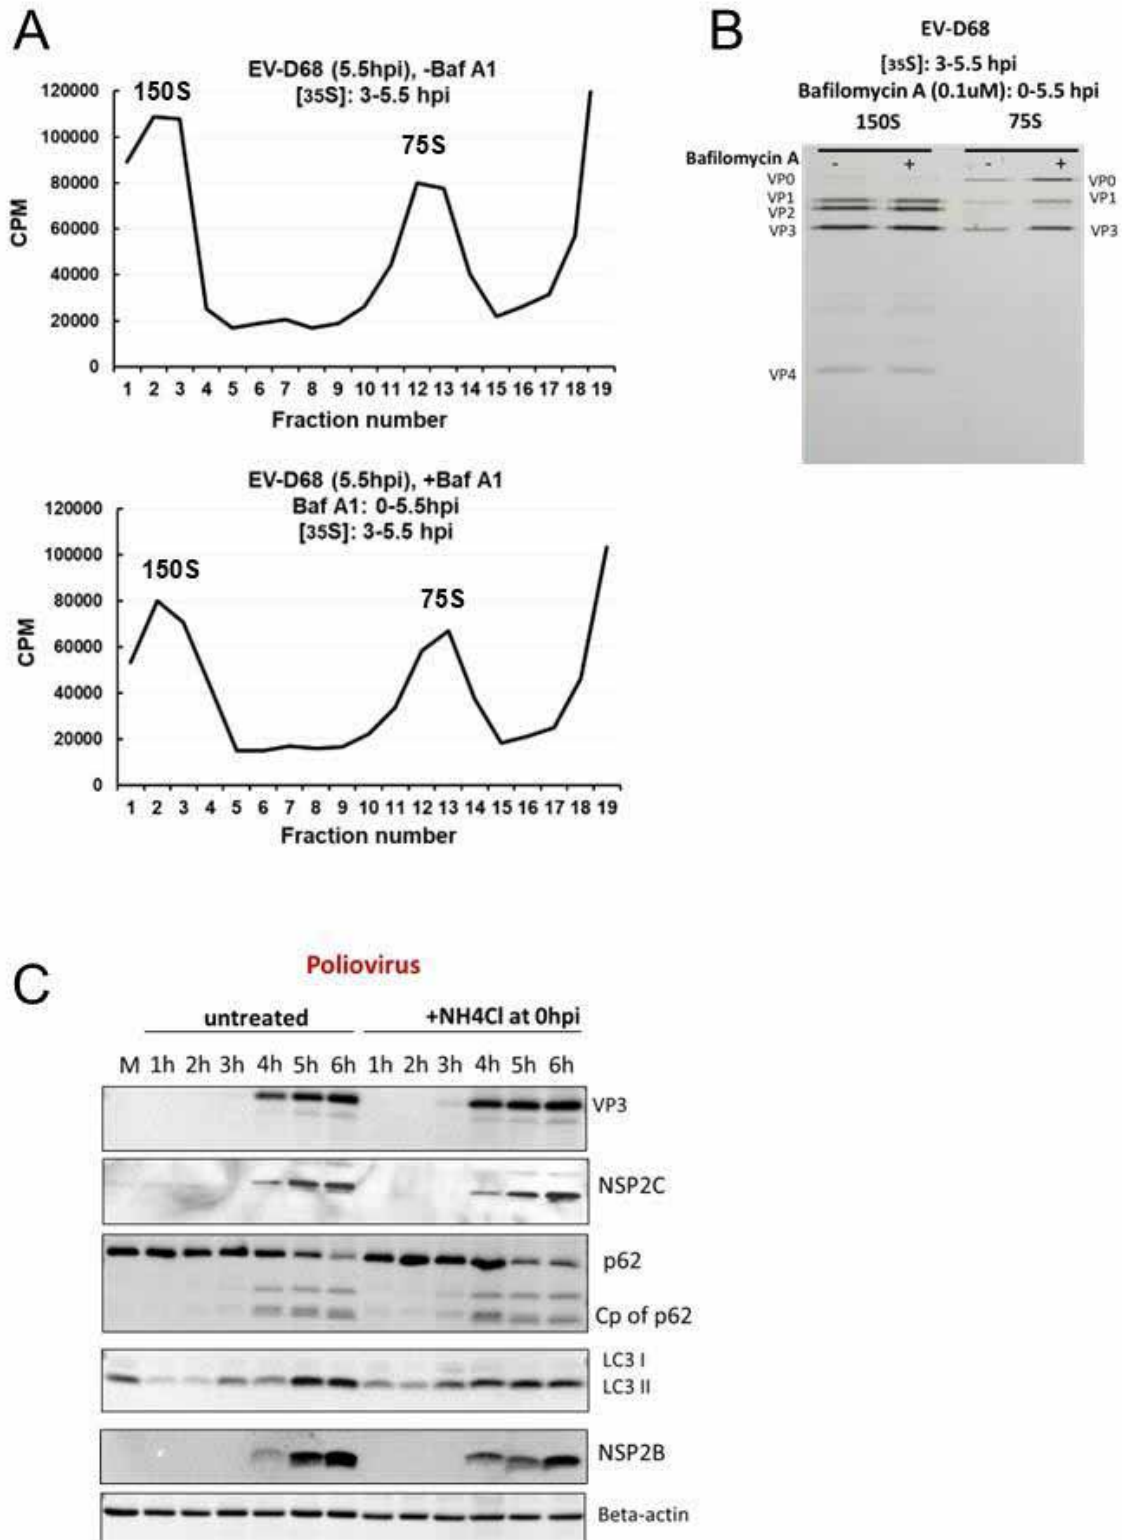 A
EV-D68 (5.5hpi), -Baf A1
[35S]: 3-5.5 hpi
150S
75S
120000
100000
80000
60000
40000
20000
0
CPM
1 2 3 4 5 6 7 8 9 10 11 12 13 14 15 16 17 18 19
Fraction number
EV-D68 (5.5hpi), +Baf A1
Baf A1: 0-5.5hpi
[35S]: 3-5.5 hpi
150S
75S
120000
100000
80000
60000
40000
20000
0
CPM
1 2 3 4 5 6 7 8 9 10 11 12 13 14 15 16 17 18 19
Fraction number
B
EV-D68
[35S]: 3-5.5 hpi
Bafilomycin A (0.1uM): 0-5.5 hpi
150S 75S
Bafilomycin A - + - +
VP0 VP0
VP1 VP1
VP2
VP3 VP3
VP4
C
Poliovirus
untreated +NH4Cl at 0hpi
M 1h 2h 3h 4h 5h 6h 1h 2h 3h 4h 5h 6h
VP3
NSP2C
p62
Cp of p62
LC3 I
LC3 II
NSP2B
Beta-actin